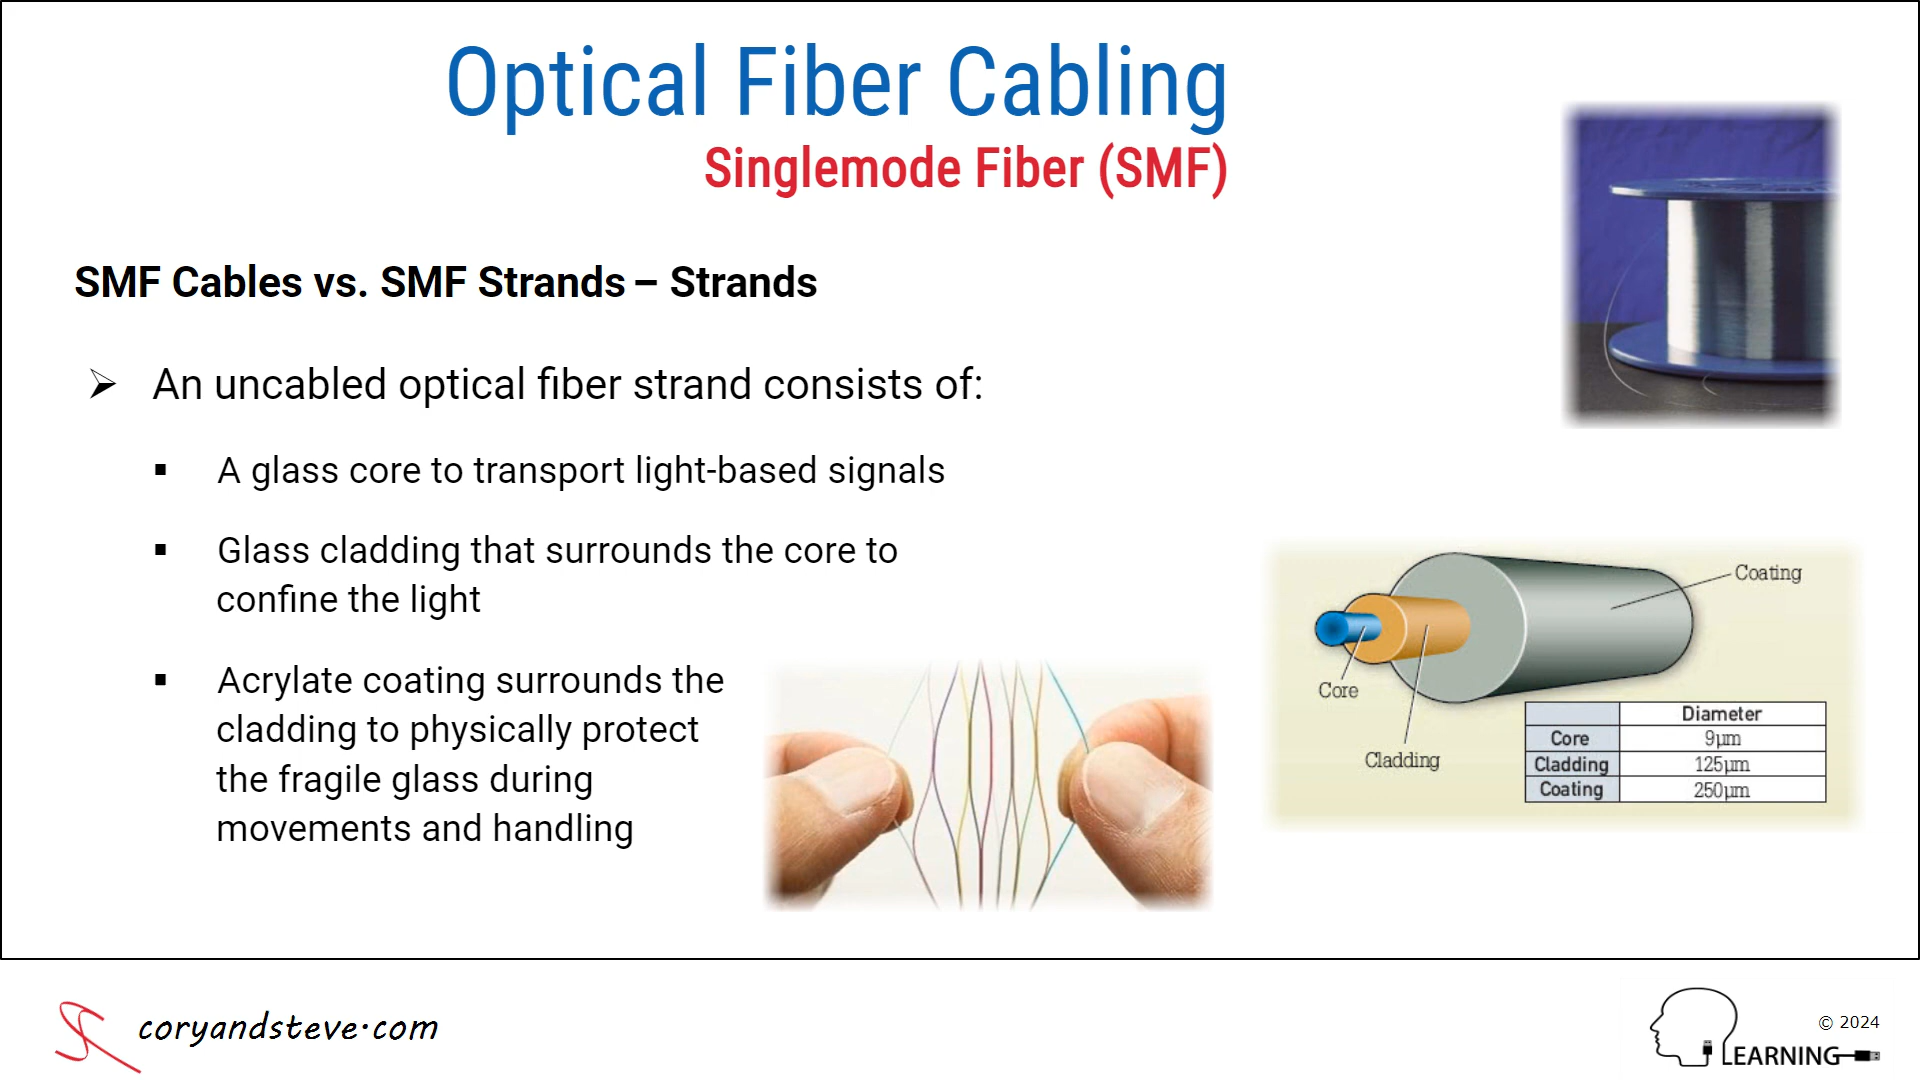 Optical Fiber Cabling
Singlemode Fiber (SMF)
SMF Cables vs. SMF Strands – Strands
➢ An uncabled optical fiber strand consists of:
▪ A glass core to transport light-based signals
▪ Glass cladding that surrounds the core to
confine the light
▪ Acrylate coating surrounds the
cladding to physically protect
the fragile glass during
movements and handling
Coating
Core
Cladding
Diameter
Core 9µm
Cladding 125µm
Coating 250µm
coryandsteve.com
© 2024
LEARNING